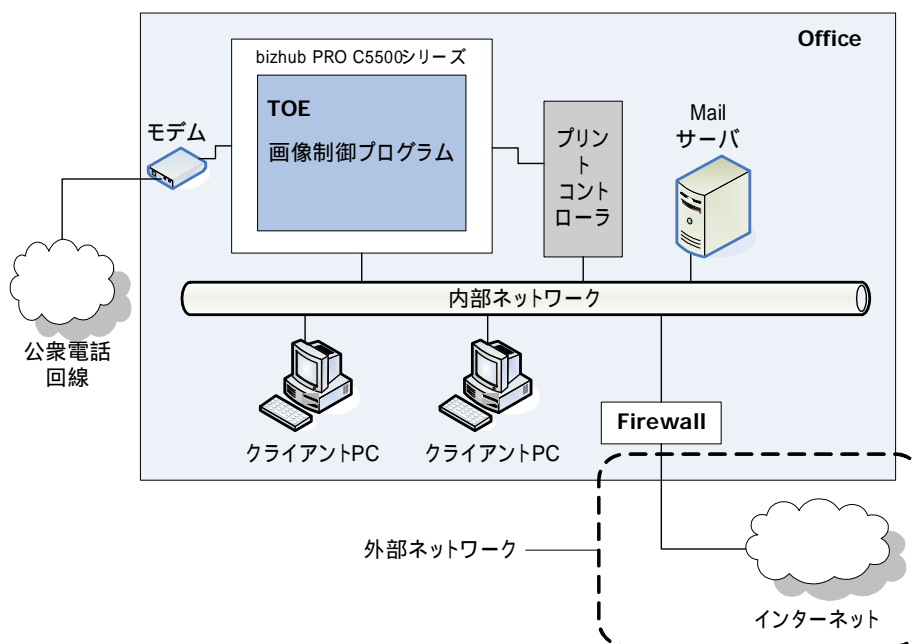 Office
bizhub PRO C5500シリーズ
TOE
画像制御プログラム
モデム
プリン
ト
コント
ローラ
Mail
サーバ
内部ネットワーク
公衆電話
回線
クライアントPC
クライアントPC
Firewall
外部ネットワーク
インターネット